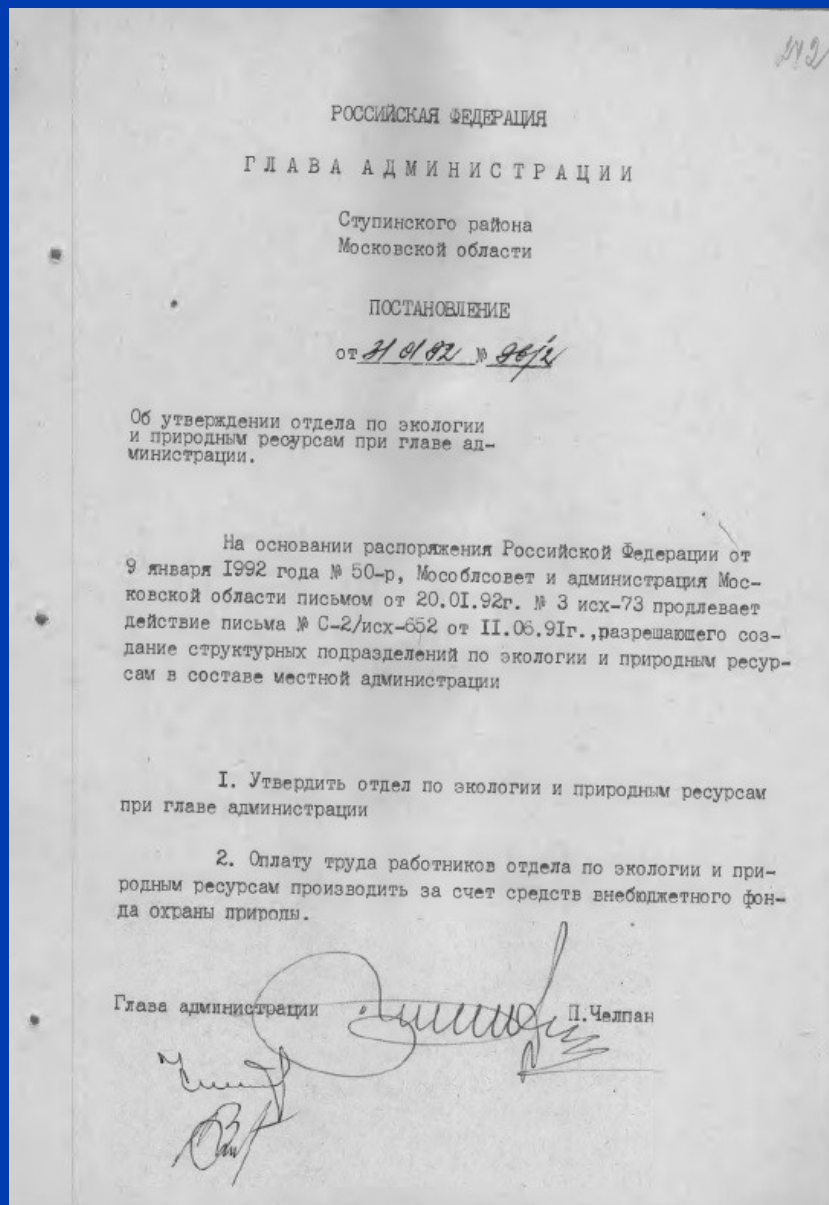 242
РОССИЙСКАЯ ФЕДЕРАЦИЯ
ГЛАВА АДМИНИСТРАЦИИ
Ступинского района
Московской области
ПОСТАНОВЛЕНИЕ
от 31 01 92 № 96/2
Об утверждении отдела по экологии
и природным ресурсам при главе ад-
министрации.
На основании распоряжения Российской Федерации от
9 января I992 года № 50-р, Мособлсовет и администрация Мос-
ковской области письмом от 20.0I.92г. № 3 исх-73 продлевает
действие письма № С-2/исх-652 от II.06.9Iг.,разрешающего соз-
дание структурных подразделений по экологии и природным ресур-
сам в составе местной администрации
I. Утвердить отдел по экологии и природным ресурсам
при главе администрации
2. Оплату труда работников отдела по экологии и при-
родным ресурсам производить за счет средств внебюджетного фон-
да охраны природы.
Глава администрации П.Челпан